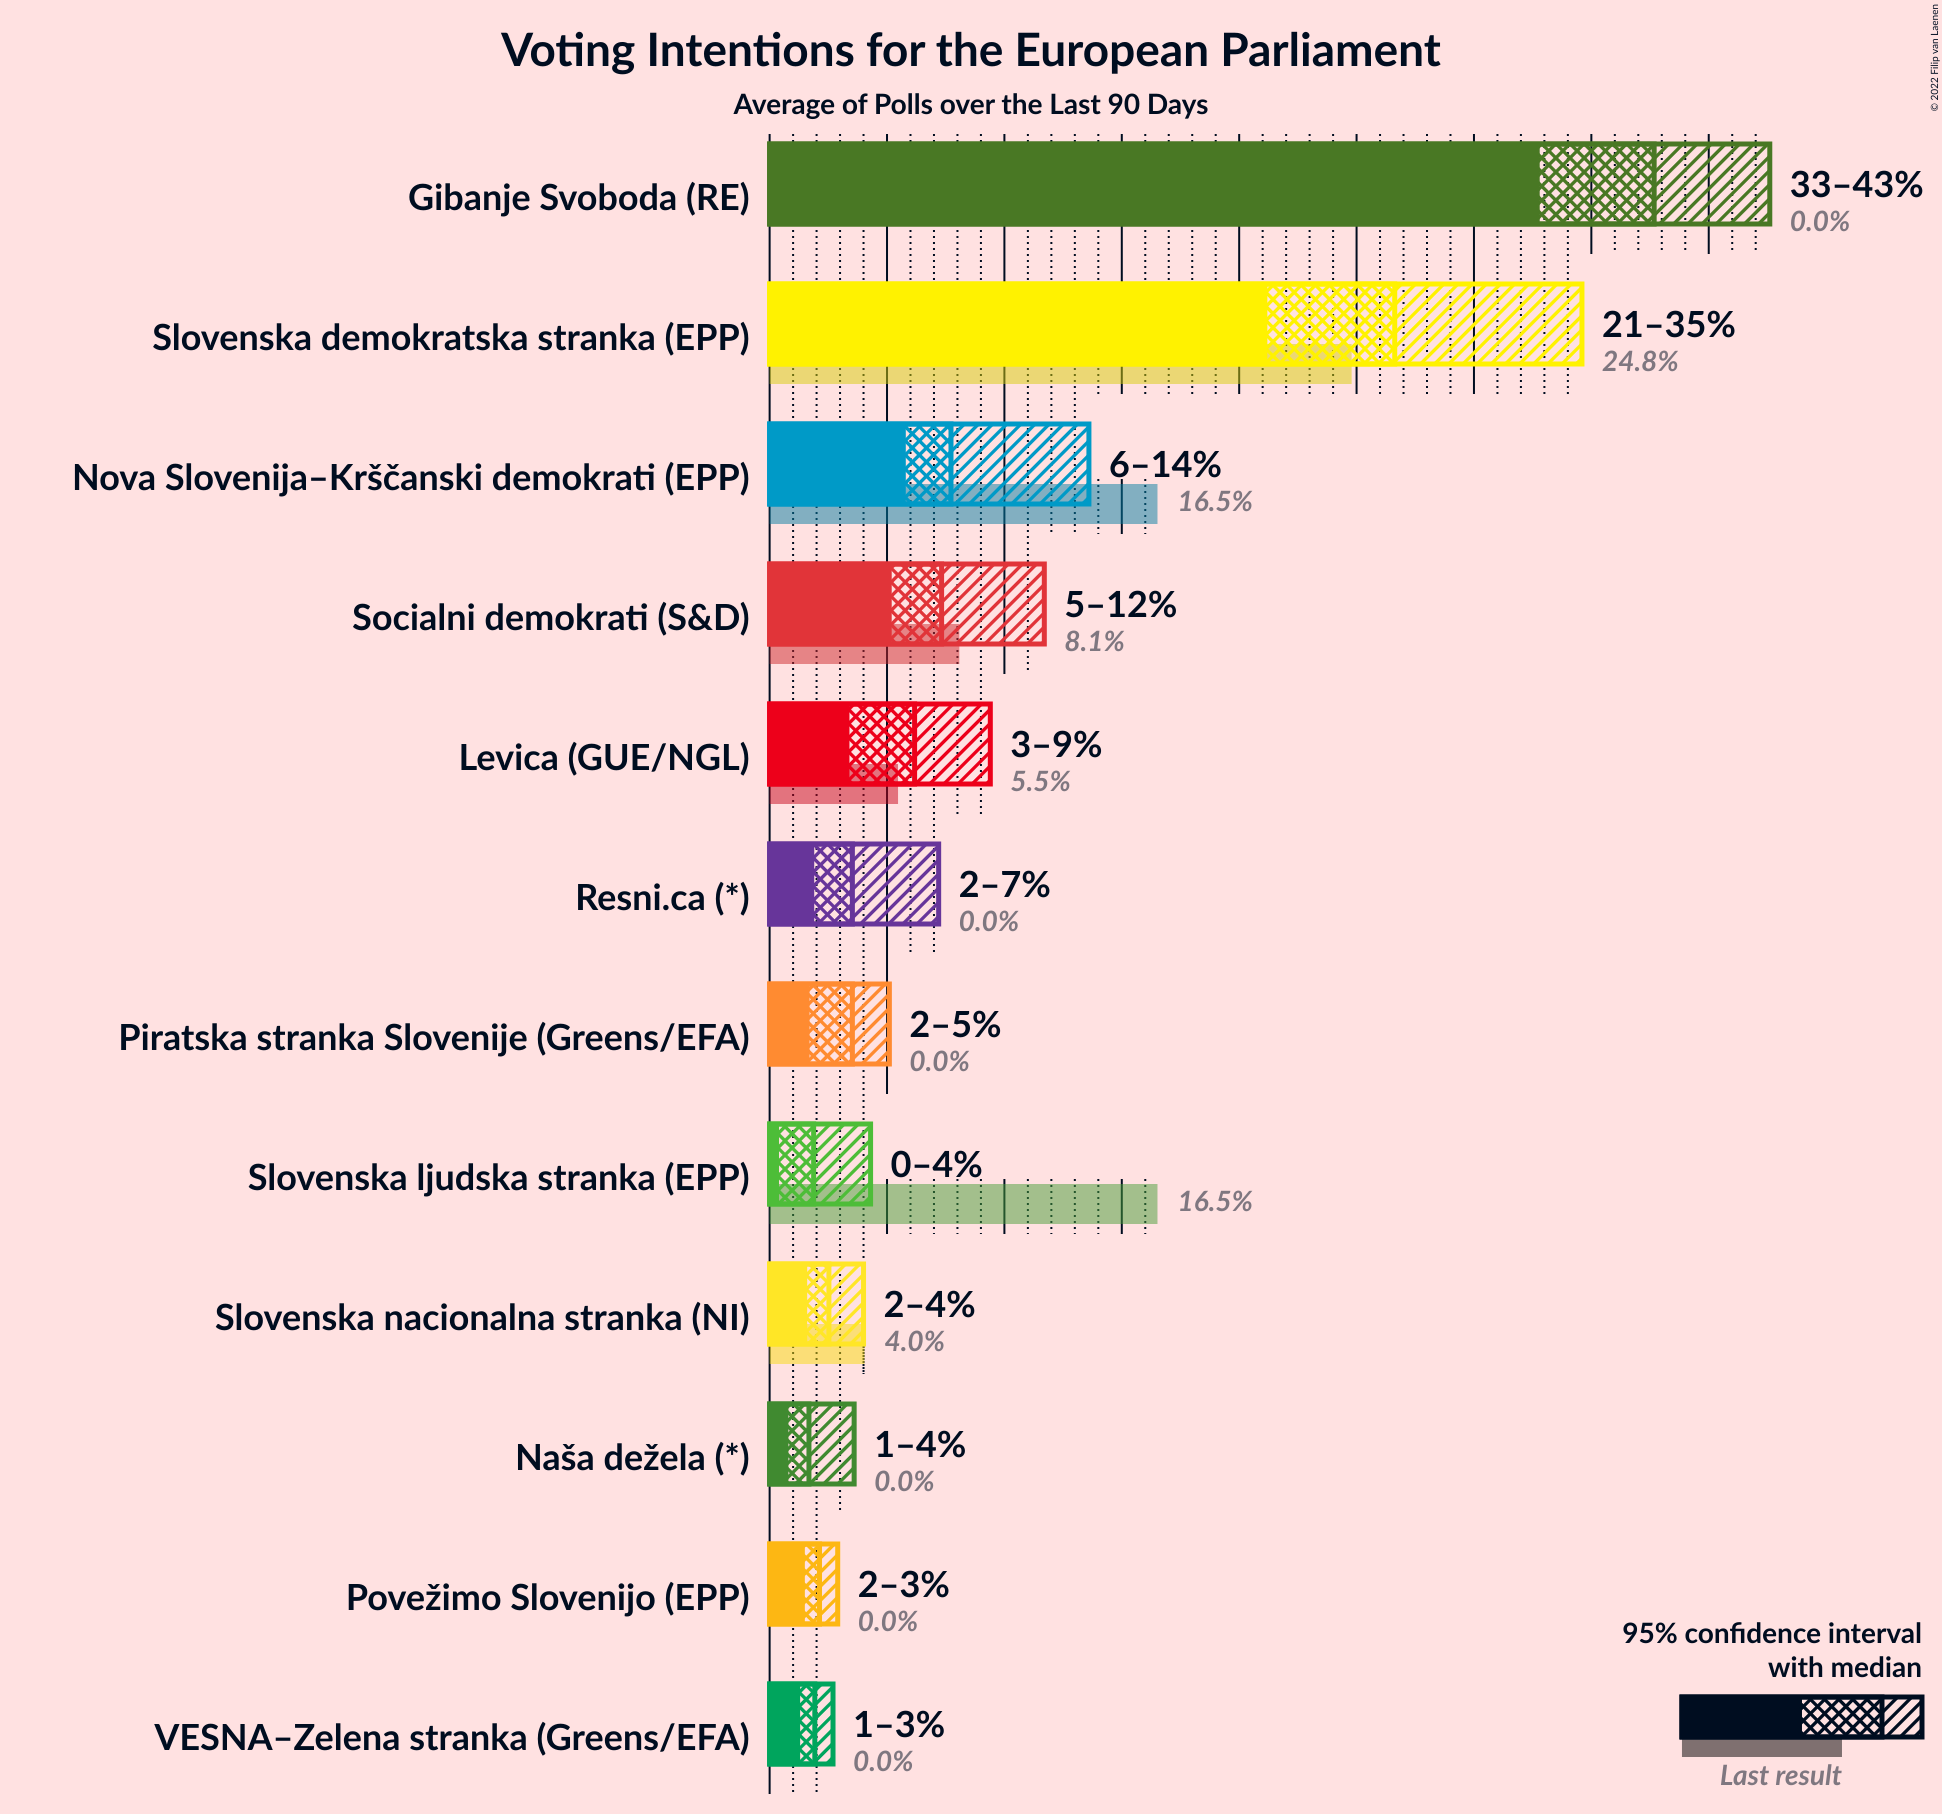 Voting Intentions for the European Parliament
Average of Polls over the Last 90 Days
© 2022 Filip van Laenen
Gibanje Svoboda (RE)
33–43%
0.0%
Slovenska demokratska stranka (EPP)
21–35%
24.8%
Nova Slovenija–Krščanski demokrati (EPP)
6–14%
16.5%
Socialni demokrati (S&D)
5–12%
8.1%
Levica (GUE/NGL)
3–9%
5.5%
Resni.ca (*)
2–7%
0.0%
Piratska stranka Slovenije (Greens/EFA)
2–5%
0.0%
Slovenska ljudska stranka (EPP)
0–4%
16.5%
Slovenska nacionalna stranka (NI)
2–4%
4.0%
Naša dežela (*)
1–4%
0.0%
Povežimo Slovenijo (EPP)
2–3%
0.0%
VESNA–Zelena stranka (Greens/EFA)
1–3%
0.0%
95% confidence interval
with median
Last result